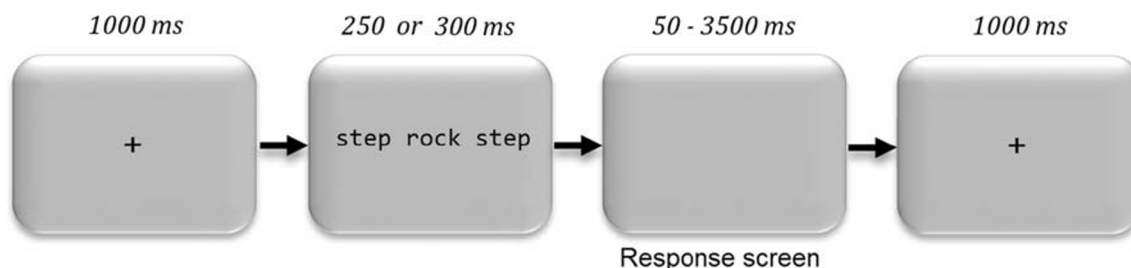 1000 ms
250 or 300 ms
50 - 3500 ms
1000 ms
+
step rock step
+
Response screen